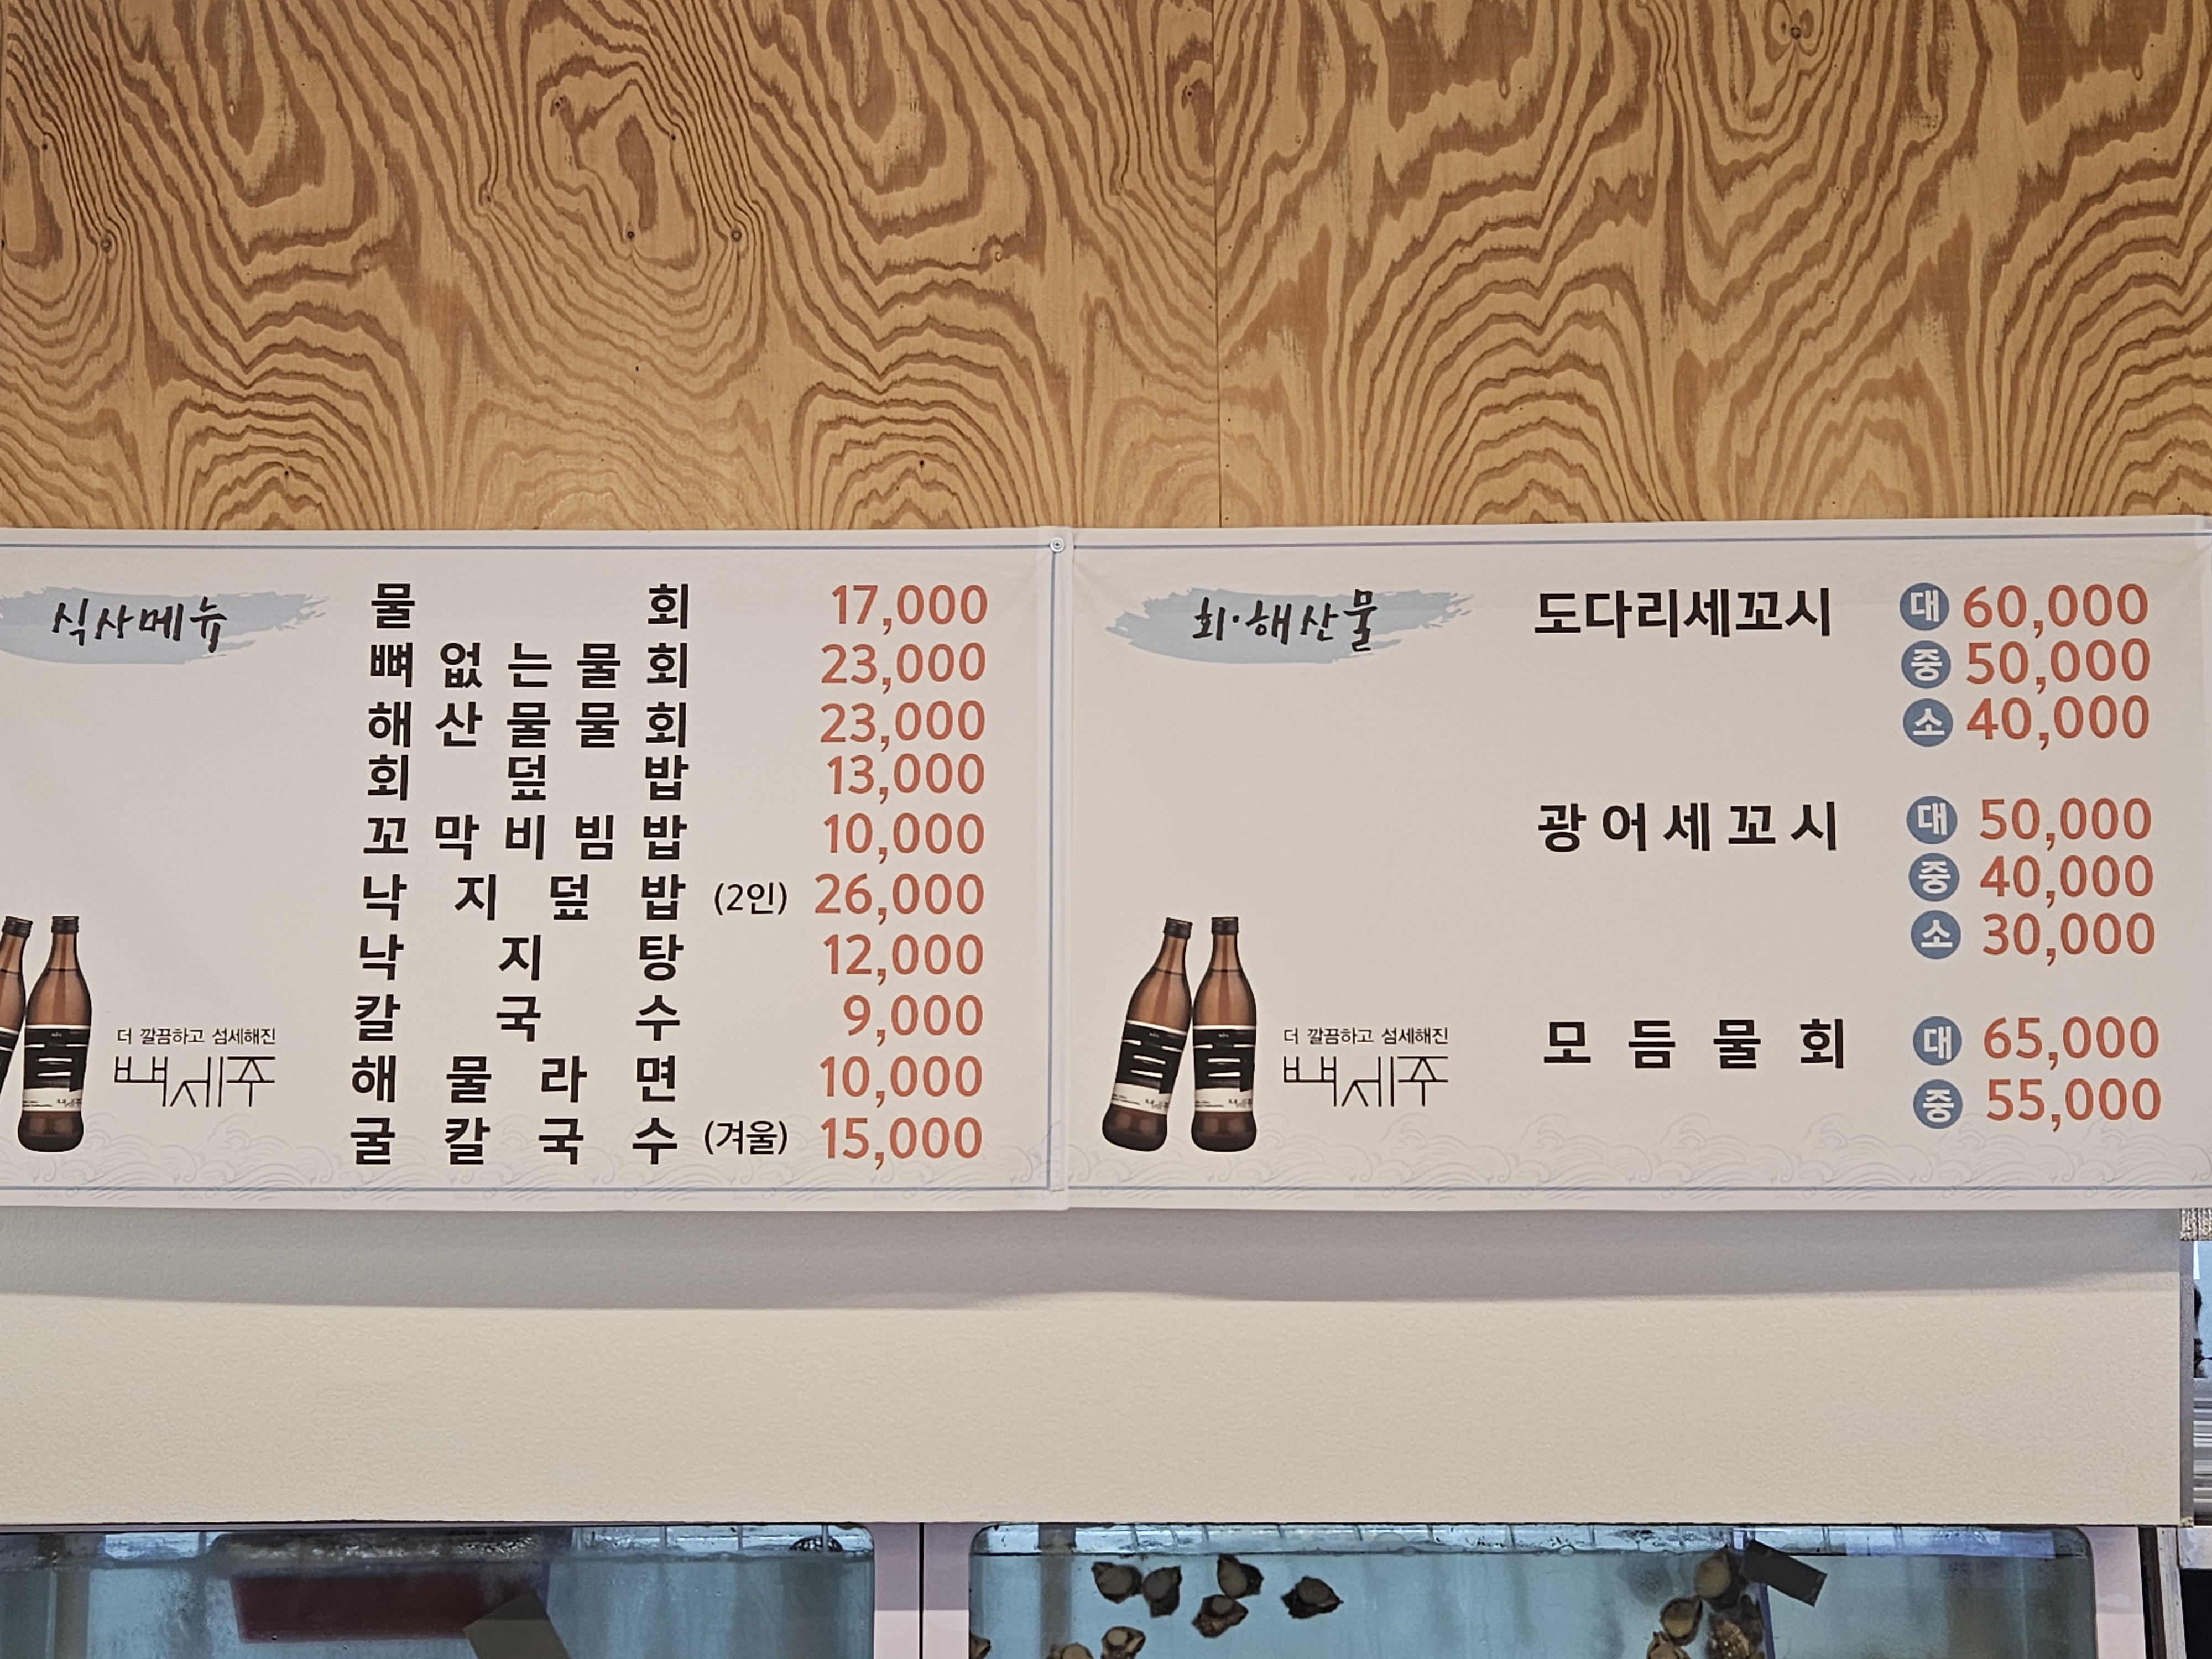 식사메뉴
물회 17,000
뼈없는물회 23,000
해산물물회 23,000
회덮밥 13,000
꼬막비빔밥 10,000
낙지덮밥 (2인) 26,000
낙지탕 12,000
칼국수 9,000
해물라면 10,000
굴칼국수 (겨울) 15,000
더 깔끔하고 섬세해진
백세주
회·해산물
도다리세꼬시 대 60,000
중 50,000
소 40,000
광어세꼬시 대 50,000
중 40,000
소 30,000
모듬물회 대 65,000
중 55,000
더 깔끔하고 섬세해진
백세주